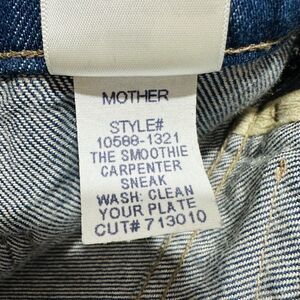 MOTHER
STYLE#
10588-1321
THE SMOOTHIE
CARPENTER
SNEAK
WASH: CLEAN
YOUR PLATE
CUT# 713010